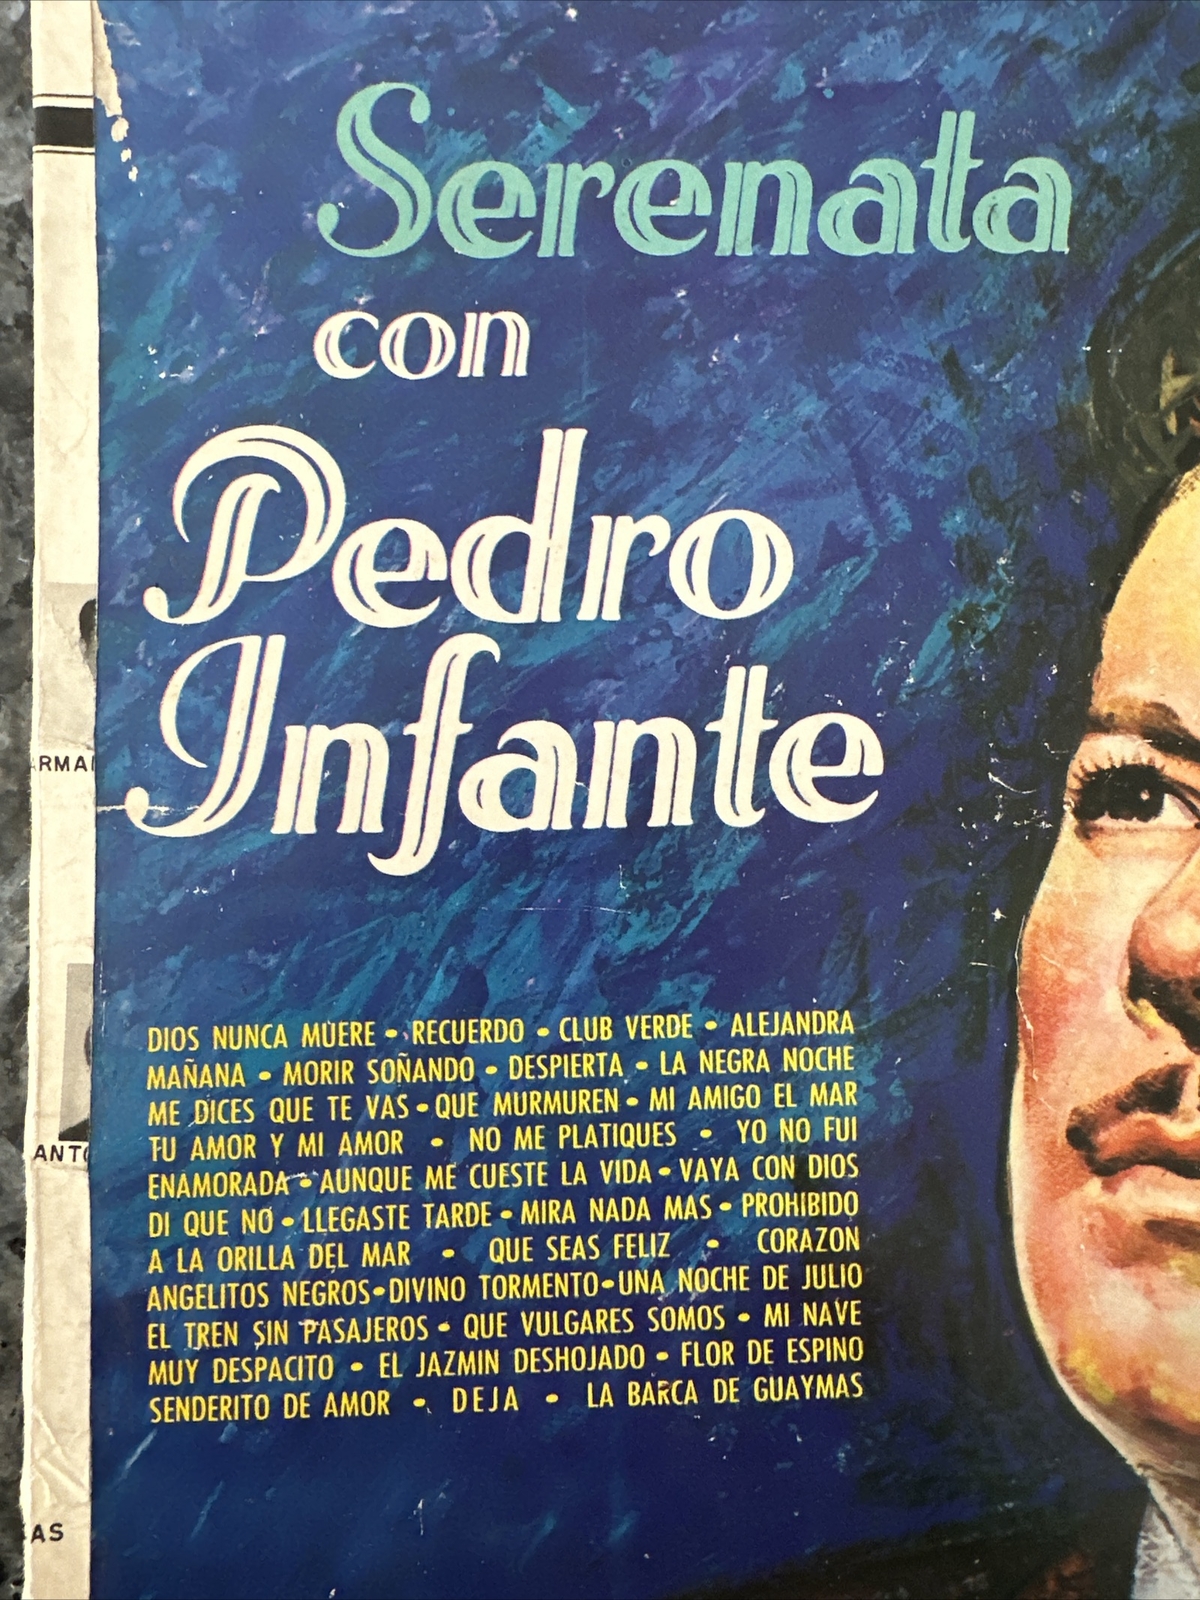 Serenata
con
Pedro
Infante
DIOS NUNCA MUERE • RECUERDO • CLUB VERDE • ALEJANDRA
MAÑANA • MORIR SOÑANDO • DESPIERTA • LA NEGRA NOCHE
ME DICES QUE TE VAS • QUE MURMUREN • MI AMIGO EL MAR
TU AMOR Y MI AMOR • NO ME PLATIQUES • YO NO FUI
ENAMORADA • AUNQUE ME CUESTE LA VIDA • VAYA CON DIOS
DI QUE NO • LLEGASTE TARDE • MIRA NADA MAS • PROHIBIDO
A LA ORILLA DEL MAR • QUE SEAS FELIZ • CORAZON
ANGELITOS NEGROS • DIVINO TORMENTO • UNA NOCHE DE JULIO
EL TREN SIN PASAJEROS • QUE VULGARES SOMOS • MI NAVE
MUY DESPACITO • EL JAZMIN DESHOJADO • FLOR DE ESPINO
SENDERITO DE AMOR • DEJA • LA BARCA DE GUAYMAS